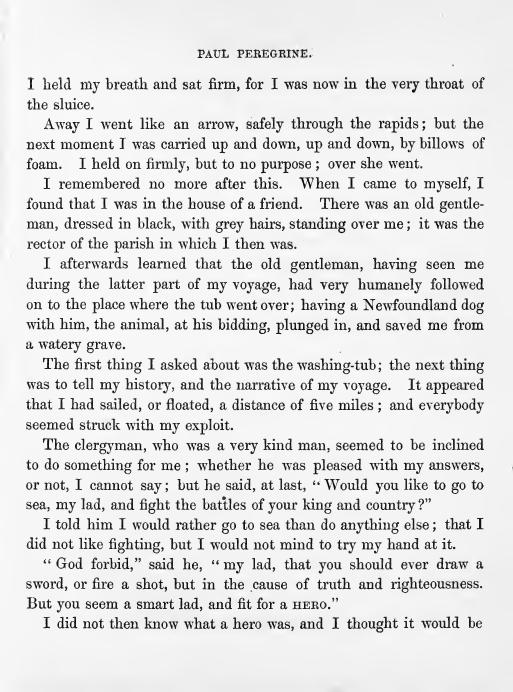 PAUL PEREGRINE.
I held my breath and sat firm, for I was now in the very throat of
the sluice.
Away I went like an arrow, safely through the rapids; but the
next moment I was carried up and down, up and down, by billows of
foam. I held on firmly, but to no purpose; over she went.
I remembered no more after this. When I came to myself, I
found that I was in the house of a friend. There was an old gentle-
man, dressed in black, with grey hairs, standing over me; it was the
rector of the parish in which I then was.
I afterwards learned that the old gentleman, having seen me
during the latter part of my voyage, had very humanely followed
on to the place where the tub went over; having a Newfoundland dog
with him, the animal, at his bidding, plunged in, and saved me from
a watery grave.
The first thing I asked about was the washing-tub; the next thing
was to tell my history, and the narrative of my voyage. It appeared
that I had sailed, or floated, a distance of five miles; and everybody
seemed struck with my exploit.
The clergyman, who was a very kind man, seemed to be inclined
to do something for me; whether he was pleased with my answers,
or not, I cannot say; but he said, at last, "Would you like to go to
sea, my lad, and fight the battles of your king and country?"
I told him I would rather go to sea than do anything else; that I
did not like fighting, but I would not mind to try my hand at it.
"God forbid," said he, "my lad, that you should ever draw a
sword, or fire a shot, but in the cause of truth and righteousness.
But you seem a smart lad, and fit for a HERO."
I did not then know what a hero was, and I thought it would be